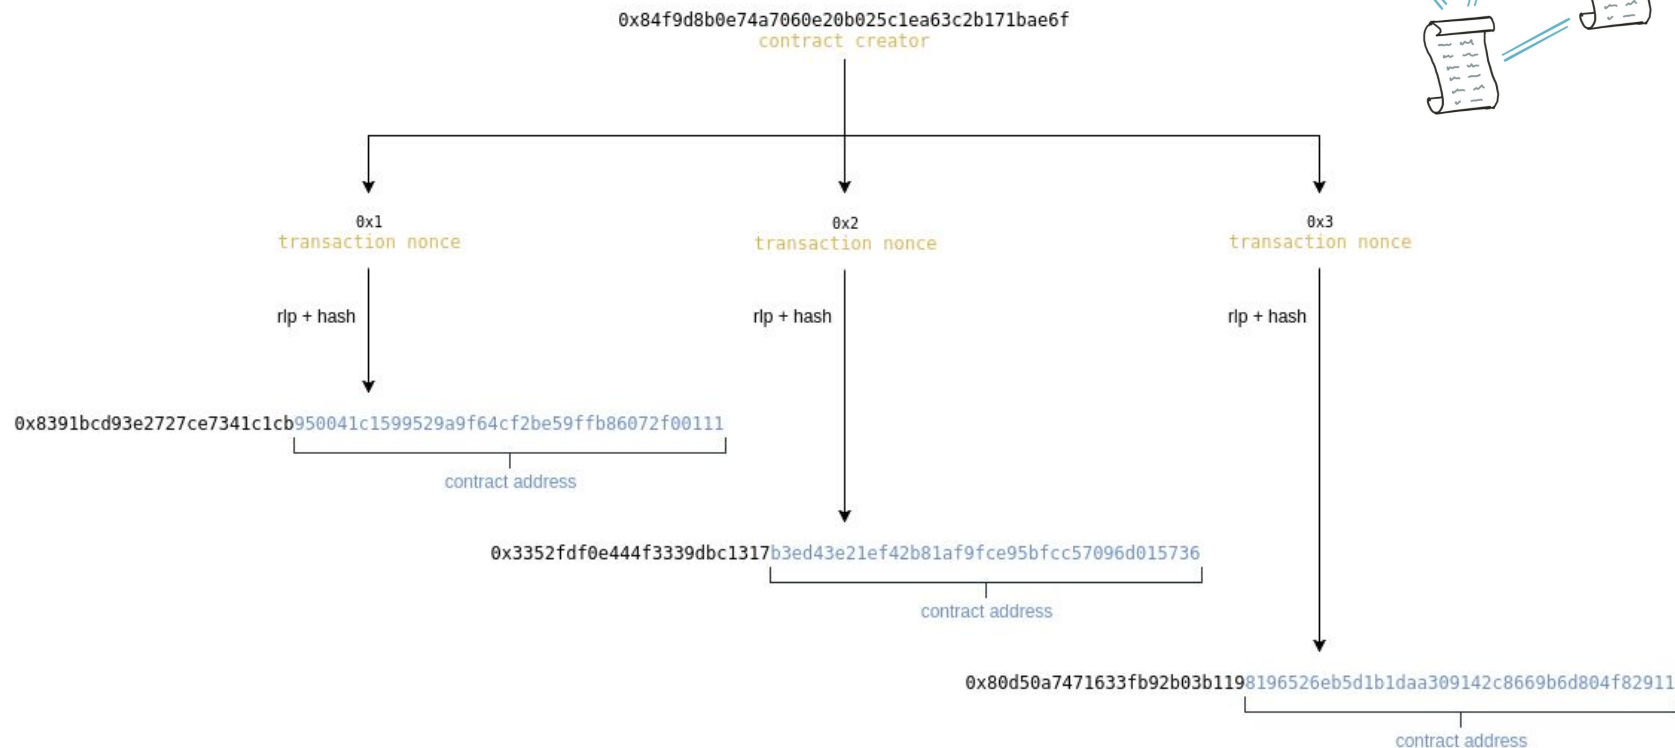 0x84f9d8b0e74a7060e20b025c1ea63c2b171bae6f
contract creator
0x1
transaction nonce
0x2
transaction nonce
0x3
transaction nonce
rlp + hash
rlp + hash
rlp + hash
0x8391bcd93e2727ce7341c1cb950041c1599529a9f64cf2be59ffb86072f00111
contract address
0x3352fdf0e444f3339dbc1317b3ed43e21ef42b81af9fce95bfcc57096d015736
contract address
0x80d50a7471633fb92b03b1198196526eb5d1b1daa309142c8669b6d804f82911
contract address